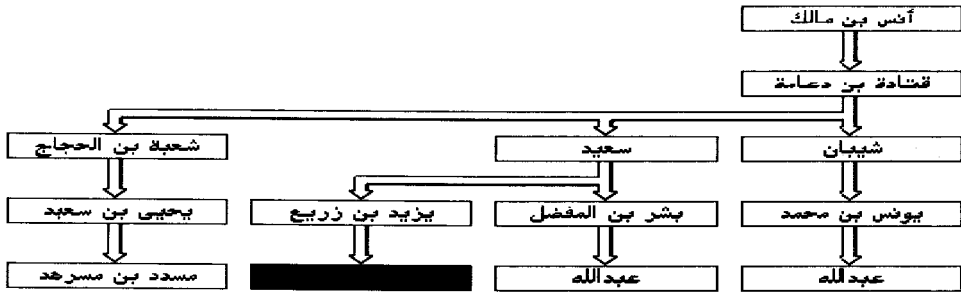 أنس بن مالك
قتادة بن دعامة
شيبان
سعيد
شعبة بن الحجاج
يونس بن محمد
بشر بن المفضل
يزيد بن زريع
يحيى بن سعيد
عبدالله
عبدالله
مسدد بن مسرهد